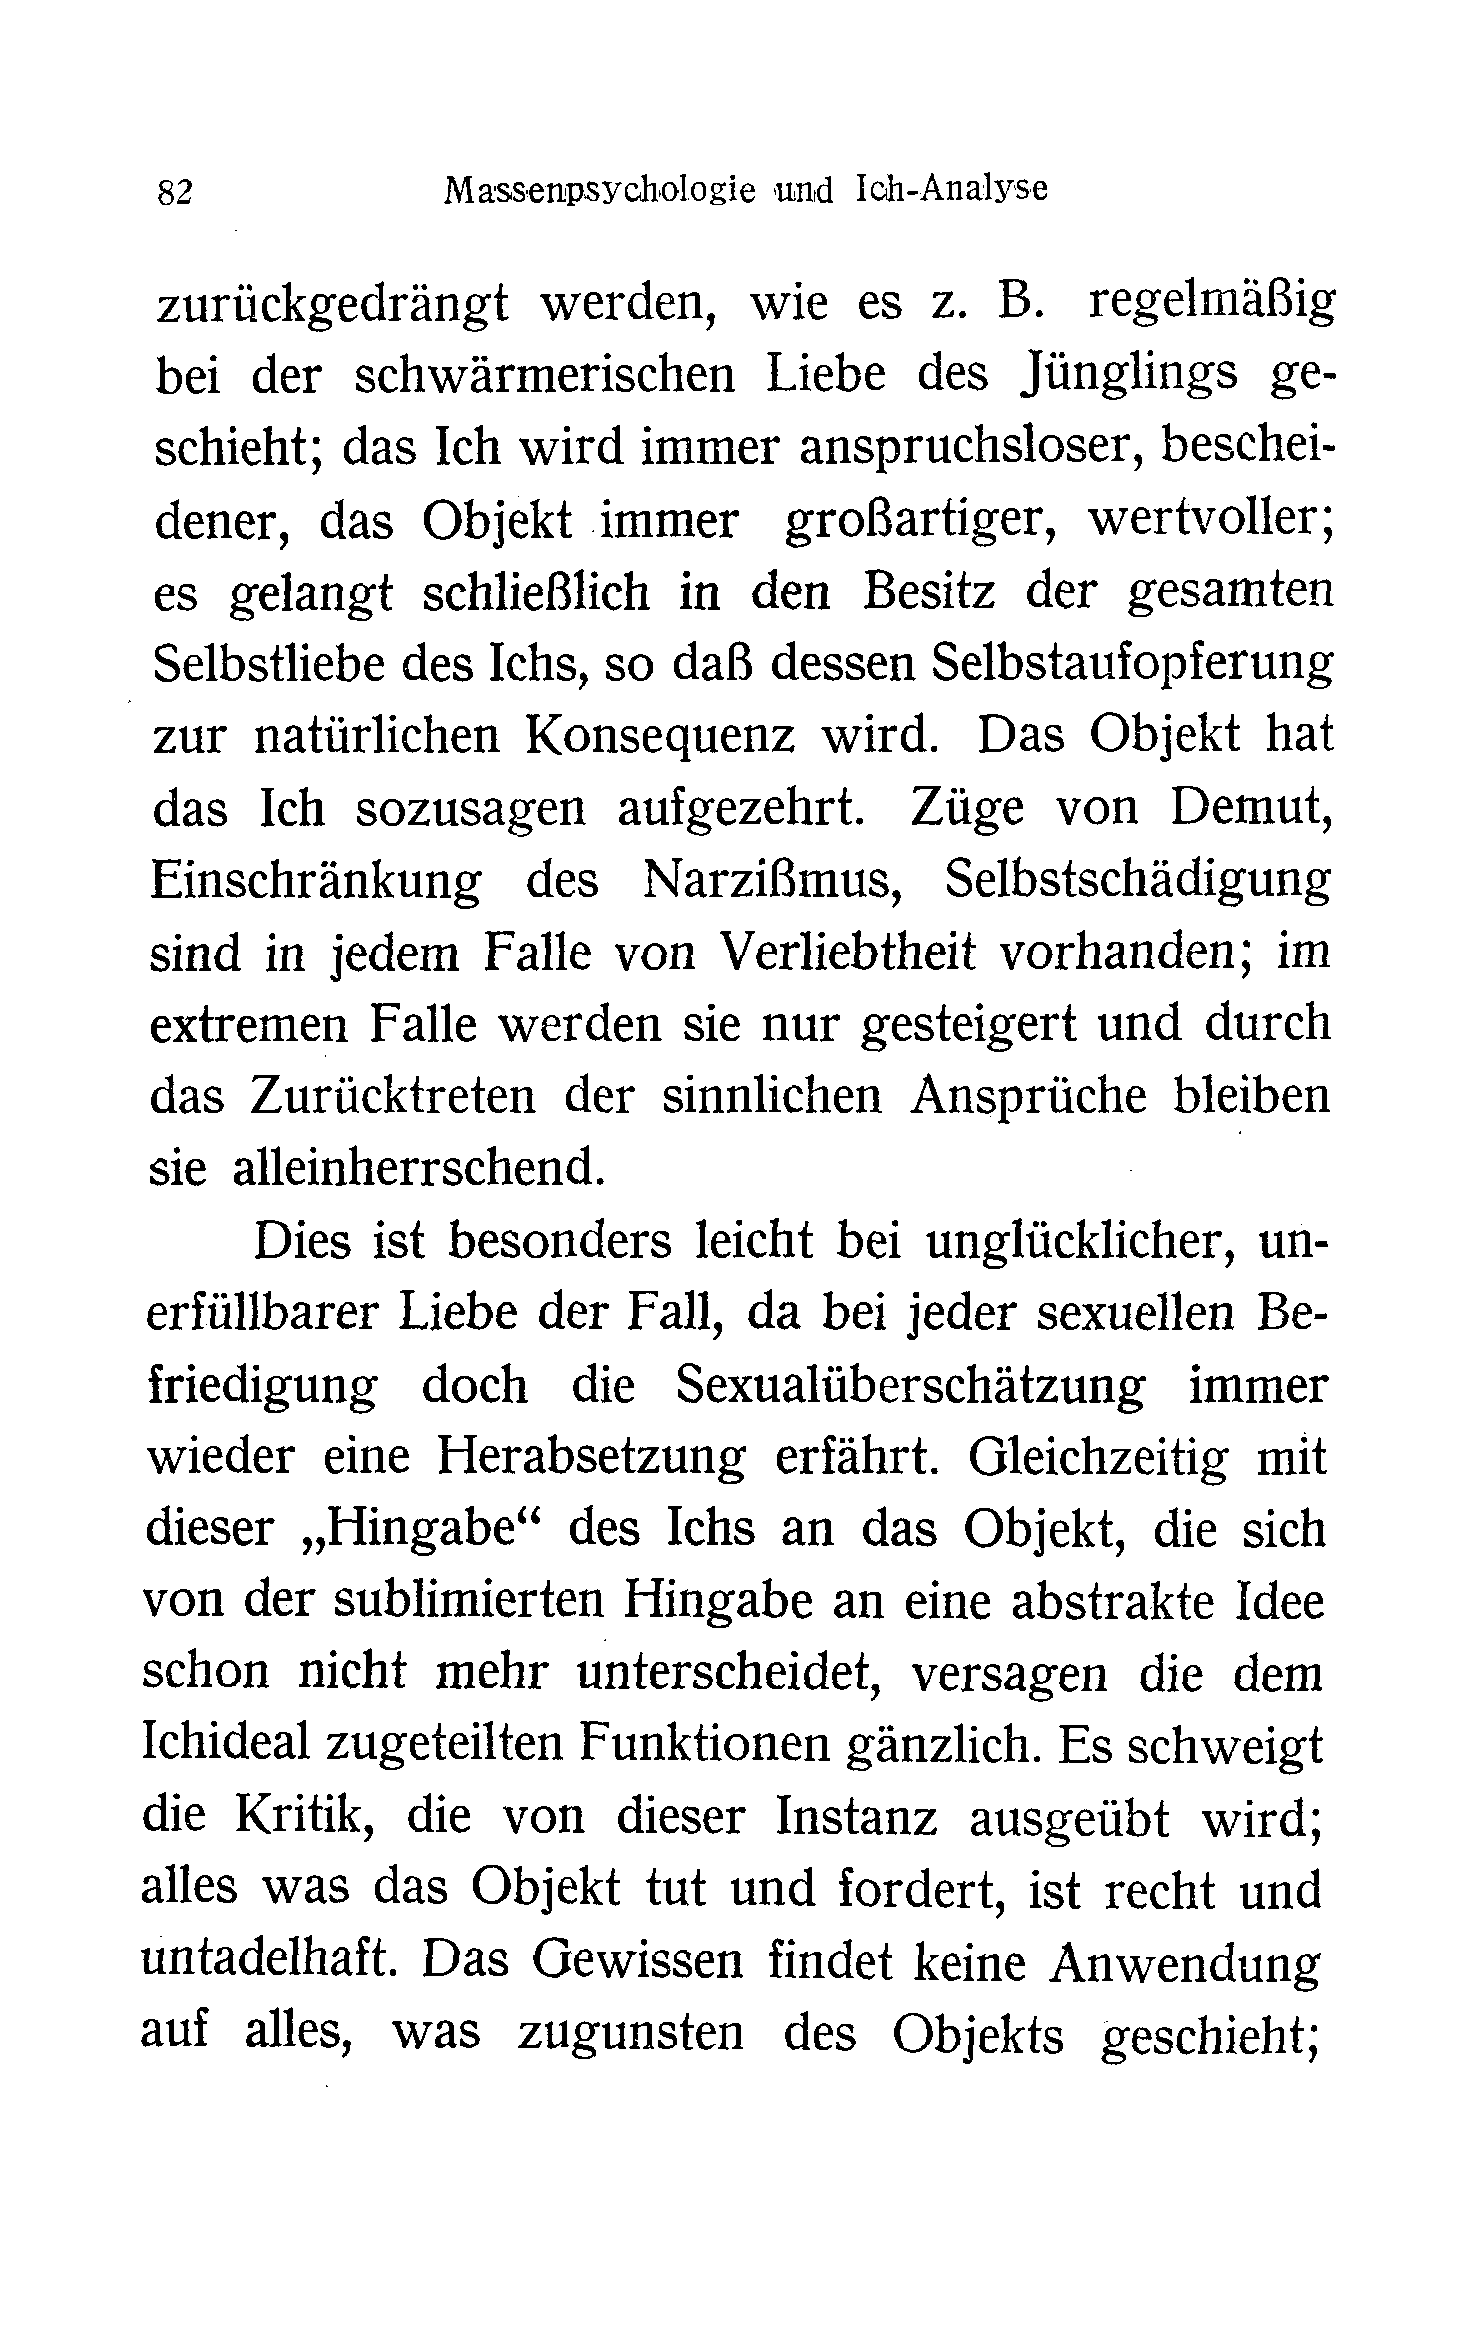 82 Massenpsychologie und Ich-Analyse
zurückgedrängt werden, wie es z. B. regelmäßig
bei der schwärmerischen Liebe des Jünglings ge-
schieht; das Ich wird immer anspruchsloser, beschei-
dener, das Objekt immer großartiger, wertvoller;
es gelangt schließlich in den Besitz der gesamten
Selbstliebe des Ichs, so daß dessen Selbstaufopferung
zur natürlichen Konsequenz wird. Das Objekt hat
das Ich sozusagen aufgezehrt. Züge von Demut,
Einschränkung des Narzißmus, Selbstschädigung
sind in jedem Falle von Verliebtheit vorhanden; im
extremen Falle werden sie nur gesteigert und durch
das Zurücktreten der sinnlichen Ansprüche bleiben
sie alleinherrschend.
Dies ist besonders leicht bei unglücklicher, un-
erfüllbarer Liebe der Fall, da bei jeder sexuellen Be-
friedigung doch die Sexualüberschätzung immer
wieder eine Herabsetzung erfährt. Gleichzeitig mit
dieser „Hingabe“ des Ichs an das Objekt, die sich
von der sublimierten Hingabe an eine abstrakte Idee
schon nicht mehr unterscheidet, versagen die dem
Ichideal zugeteilten Funktionen gänzlich. Es schweigt
die Kritik, die von dieser Instanz ausgeübt wird;
alles was das Objekt tut und fordert, ist recht und
untadelhaft. Das Gewissen findet keine Anwendung
auf alles, was zugunsten des Objekts geschieht;